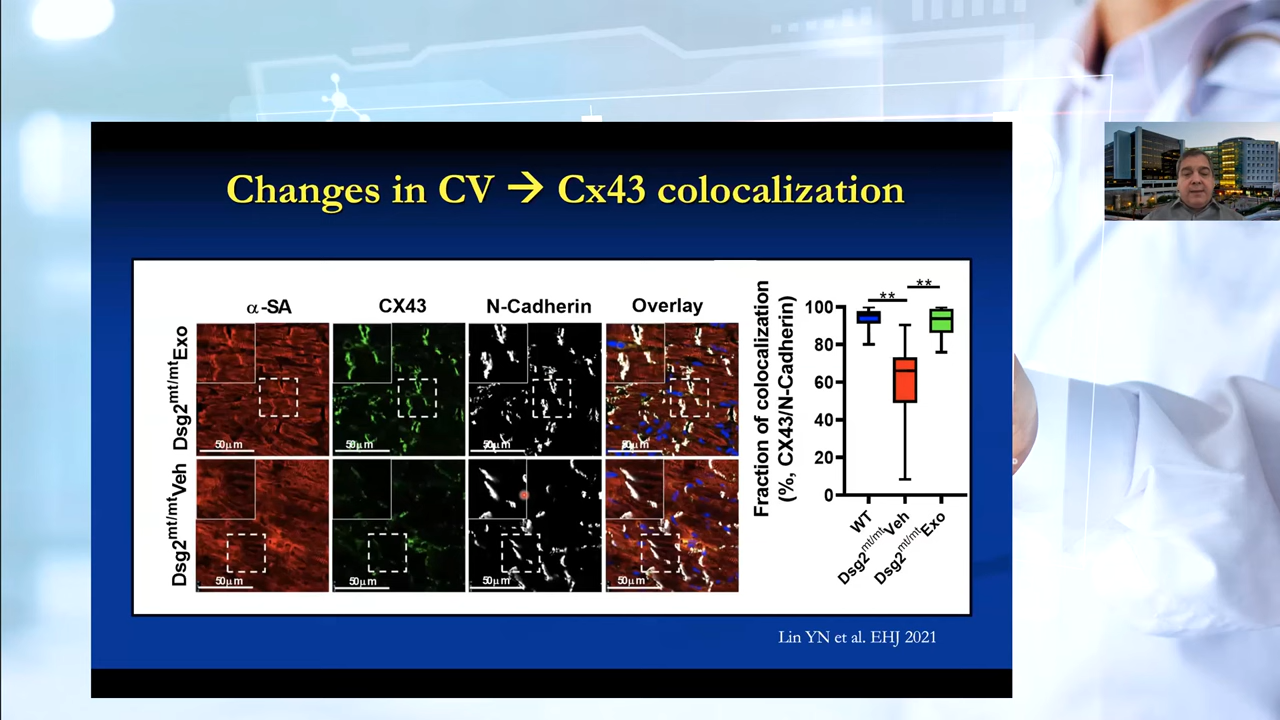 Changes in CV → Cx43 colocalization
α-SA
CX43
N-Cadherin
Overlay
Dsg2mt/mtExo
50μm
50μm
50μm
50μm
Dsg2mt/mtVeh
50μm
50μm
50μm
50μm
Fraction of colocalization
(%, CX43/N-Cadherin)
**
**
100
80
60
40
20
0
WT
Dsg2mt/mtVeh
Dsg2mt/mtExo
Lin YN et al. EHJ 2021